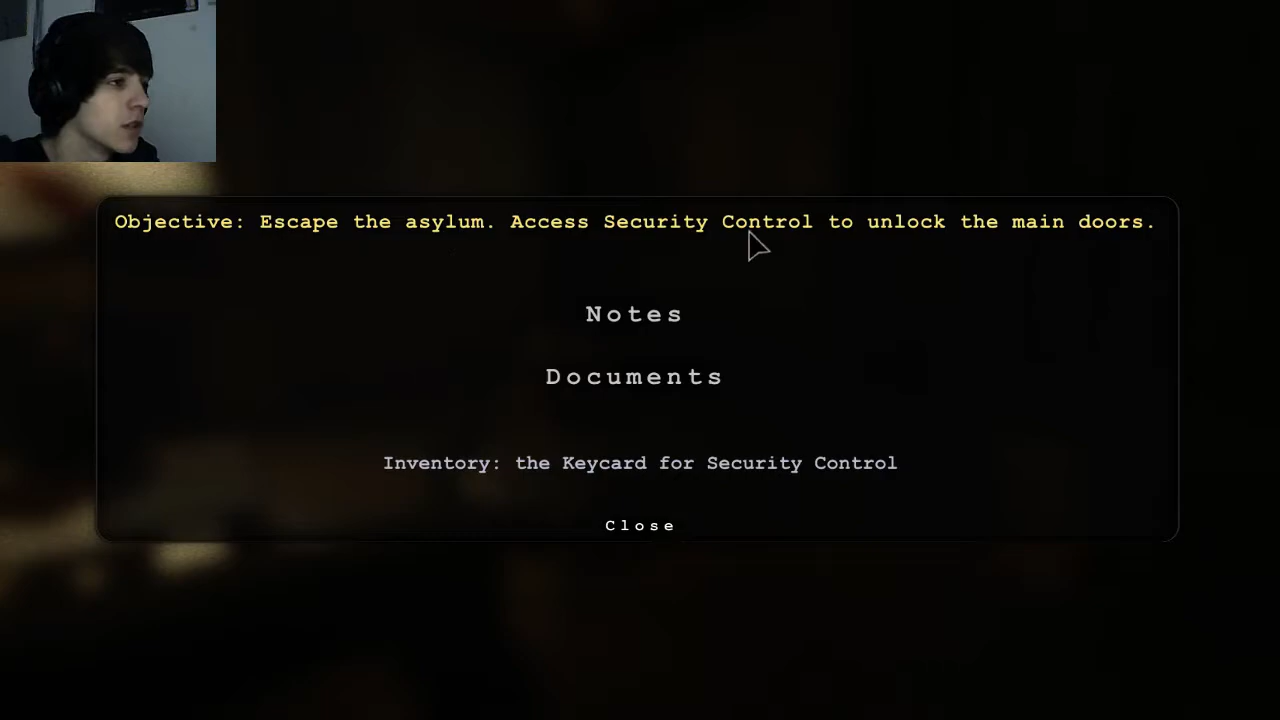 Objective: Escape the asylum. Access Security Control to unlock the main doors.
Notes
Documents
Inventory: the Keycard for Security Control
Close